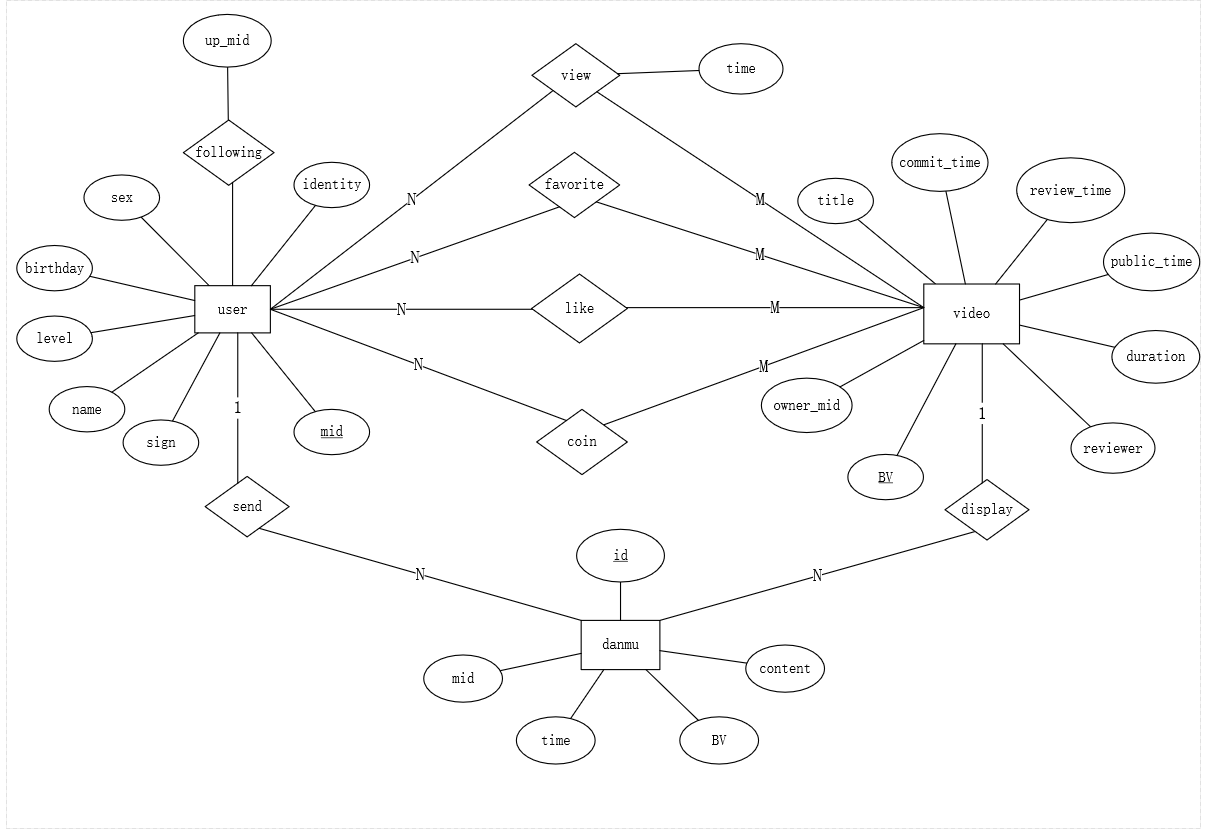 up_mid
view
time
following
commit_time
sex
identity
favorite
title
review_time
N
M
birthday
N
M
public_time
user
N
like
M
video
level
N
M
duration
name
1
mid
owner_mid
1
sign
coin
reviewer
BV
send
display
id
N
N
danmu
mid
content
time
BV